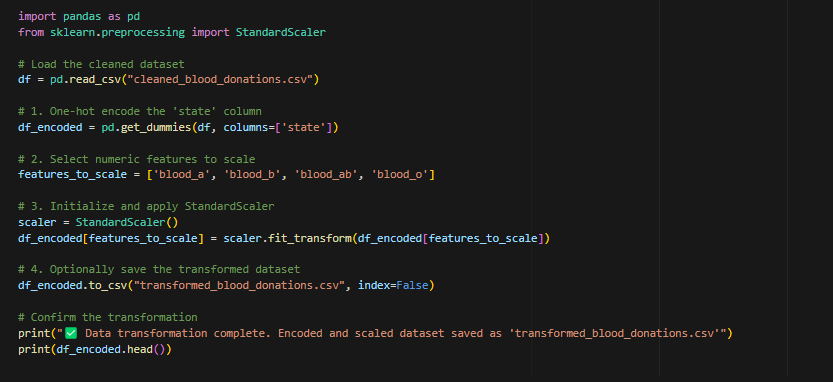 import pandas as pd
from sklearn.preprocessing import StandardScaler
# Load the cleaned dataset
df = pd.read_csv("cleaned_blood_donations.csv")
# 1. One-hot encode the 'state' column
df_encoded = pd.get_dummies(df, columns=['state'])
# 2. Select numeric features to scale
features_to_scale = ['blood_a', 'blood_b', 'blood_ab', 'blood_o']
# 3. Initialize and apply StandardScaler
scaler = StandardScaler()
df_encoded[features_to_scale] = scaler.fit_transform(df_encoded[features_to_scale])
# 4. Optionally save the transformed dataset
df_encoded.to_csv("transformed_blood_donations.csv", index=False)
# Confirm the transformation
print("✅ Data transformation complete. Encoded and scaled dataset saved as 'transformed_blood_donations.csv'")
print(df_encoded.head())